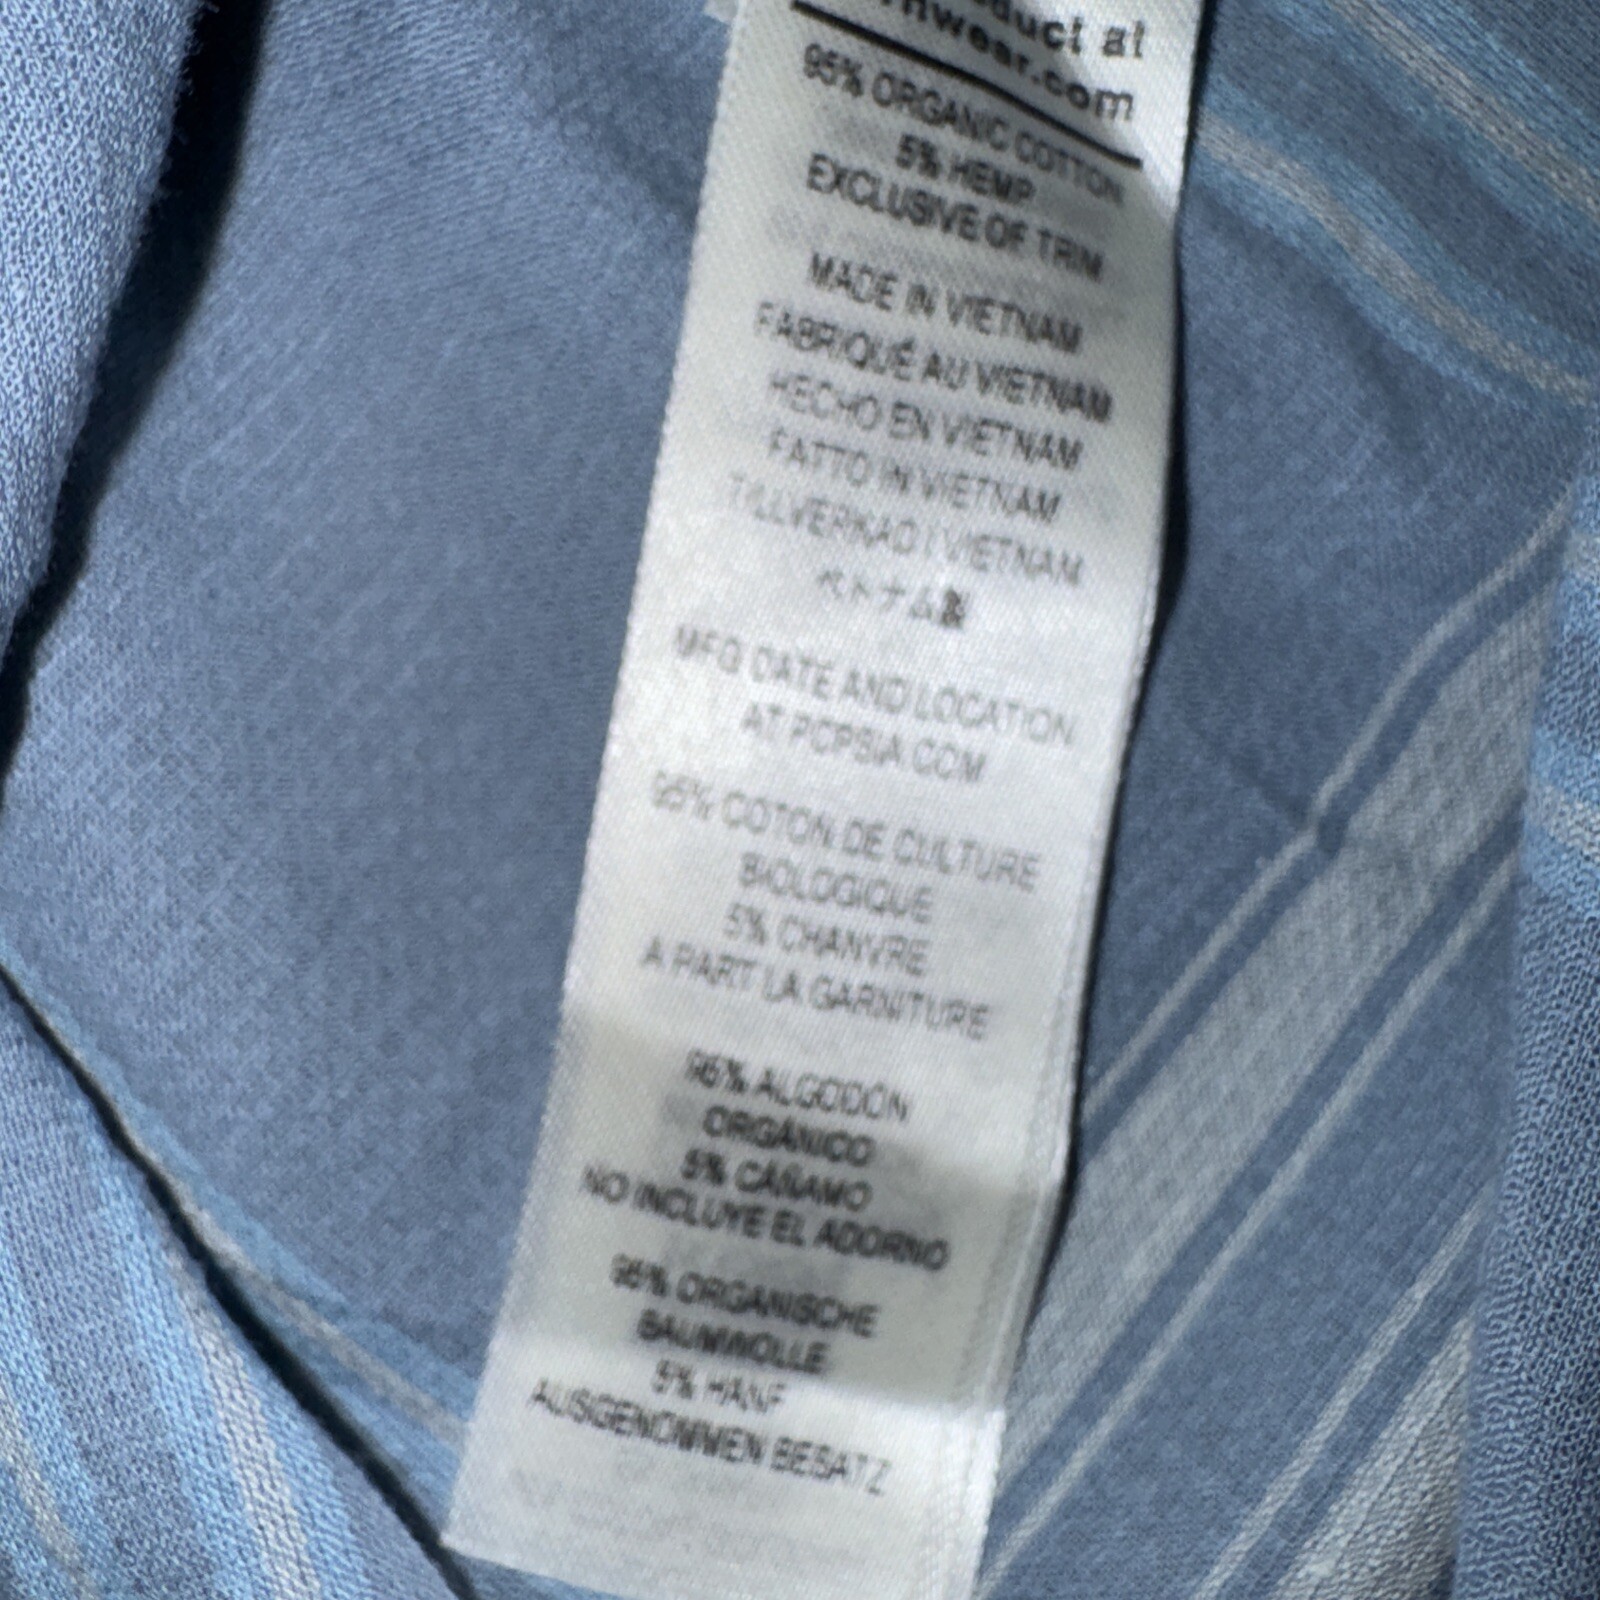 duct at
nwear.com
95% ORGANIC COTTON
5% HEMP
EXCLUSIVE OF TRIM
MADE IN VIETNAM
FABRIQUÉ AU VIETNAM
HECHO EN VIETNAM
FATTO IN VIETNAM
TILLVERKAD I VIETNAM
ベトナム製
MFG DATE AND LOCATION
AT PCPSIA.COM
95% COTON DE CULTURE
BIOLOGIQUE
5% CHANVRE
A PART LA GARNITURE
95% ALGODÓN
ORGÁNICO
5% CÁÑAMO
NO INCLUYE EL ADORNO
95% ORGANISCHE
BAUMWOLLE
5% HANF
AUSGENOMMEN BESATZ